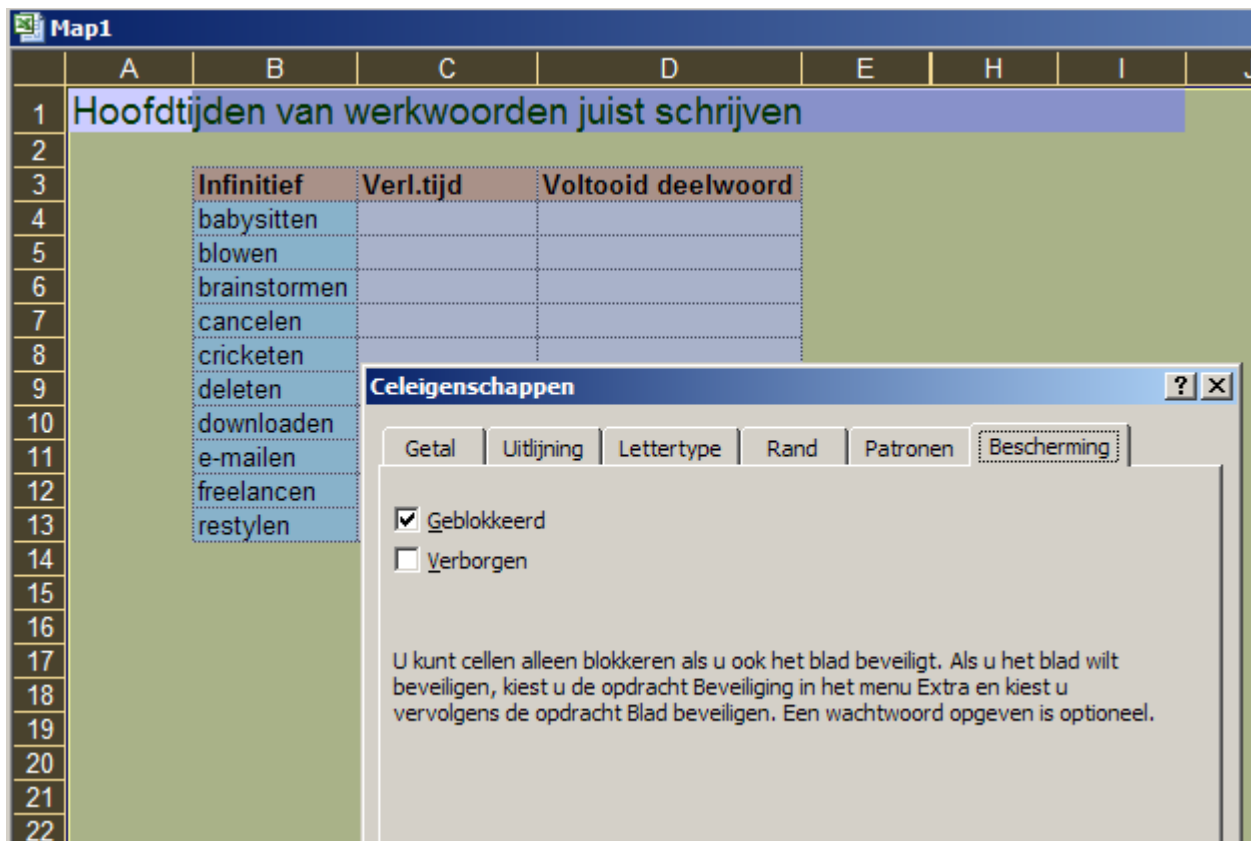 Map1
A B C D E H I J
1 Hoofdtijden van werkwoorden juist schrijven
2
3 Infinitief Verl.tijd Voltooid deelwoord
4 babysitten
5 blowen
6 brainstormen
7 cancelen
8 cricketen
9 deleten
10 downloaden
11 e-mailen
12 freelancen
13 restylen
14
15
16
17
18
19
20
21
22
Celeigenschappen
Getal Uitlijning Lettertype Rand Patronen Bescherming
Geblokkeerd
Verborgen
U kunt cellen alleen blokkeren als u ook het blad beveiligt. Als u het blad wilt
beveiligen, kiest u de opdracht Beveiliging in het menu Extra en kiest u
vervolgens de opdracht Blad beveiligen. Een wachtwoord opgeven is optioneel.